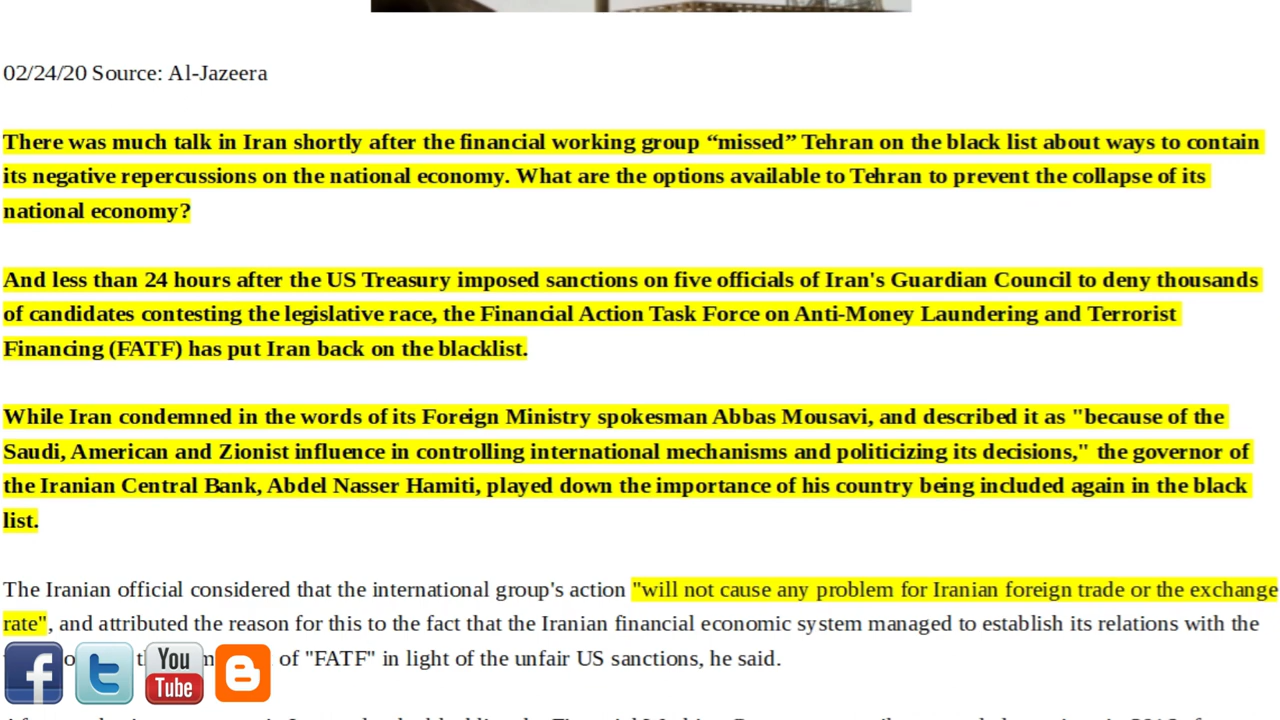 02/24/20 Source: Al-Jazeera
There was much talk in Iran shortly after the financial working group “missed” Tehran on the black list about ways to contain
its negative repercussions on the national economy. What are the options available to Tehran to prevent the collapse of its
national economy?
And less than 24 hours after the US Treasury imposed sanctions on five officials of Iran's Guardian Council to deny thousands
of candidates contesting the legislative race, the Financial Action Task Force on Anti-Money Laundering and Terrorist
Financing (FATF) has put Iran back on the blacklist.
While Iran condemned in the words of its Foreign Ministry spokesman Abbas Mousavi, and described it as "because of the
Saudi, American and Zionist influence in controlling international mechanisms and politicizing its decisions," the governor of
the Iranian Central Bank, Abdel Nasser Hamiti, played down the importance of his country being included again in the black
list.
The Iranian official considered that the international group's action "will not cause any problem for Iranian foreign trade or the exchange
rate", and attributed the reason for this to the fact that the Iranian financial economic system managed to establish its relations with the
of "FATF" in light of the unfair US sanctions, he said.
You
Tube